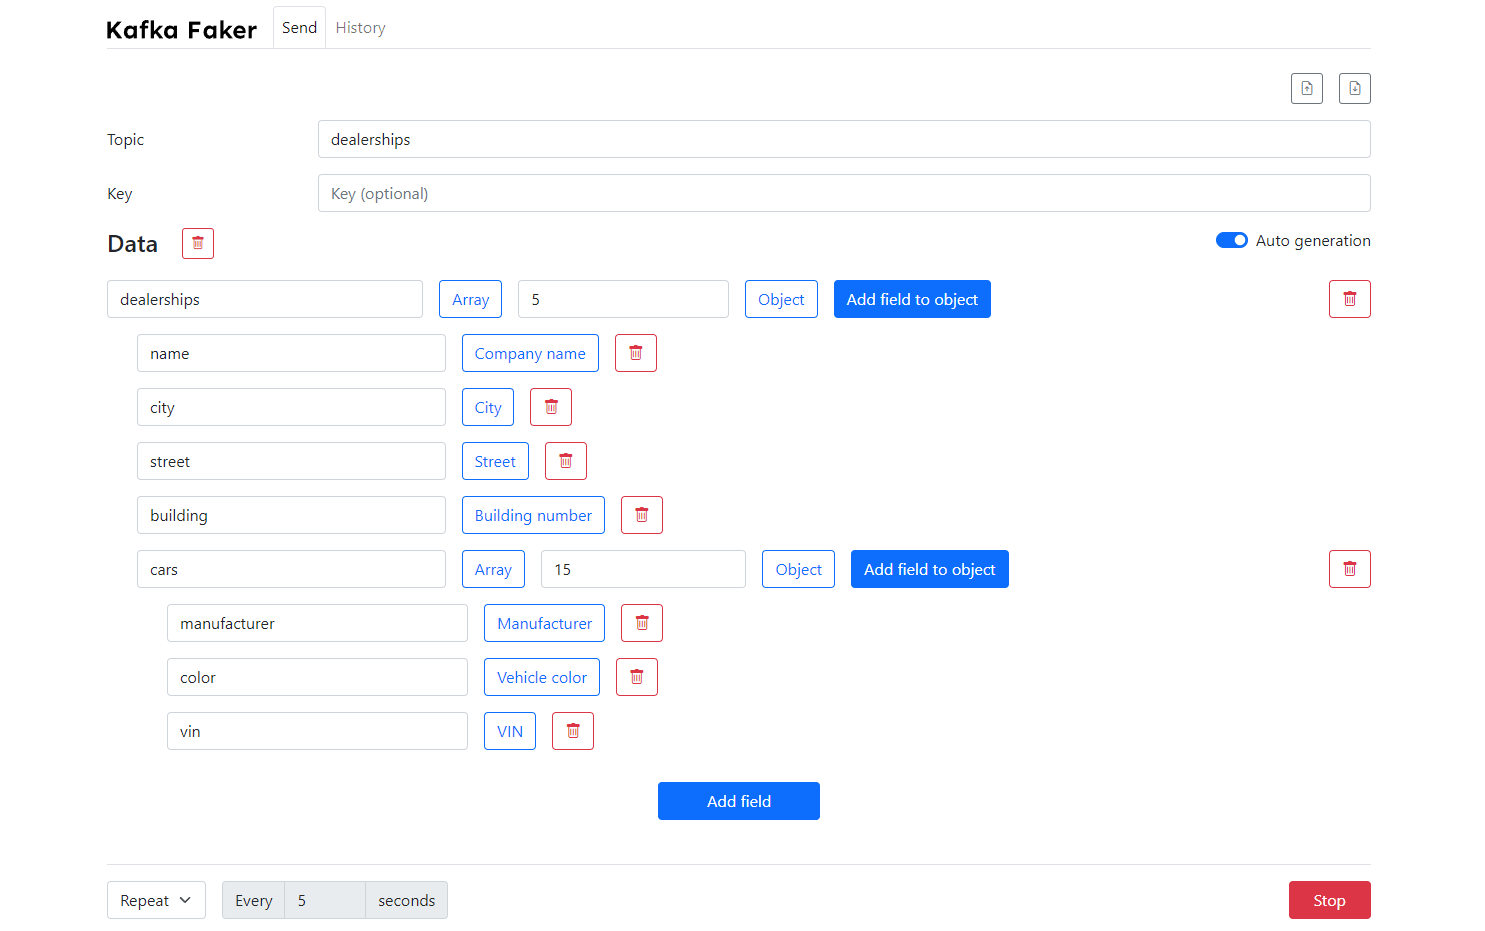 Kafka Faker Send History
Topic dealerships
Key Key (optional)
Data Auto generation
dealerships Array 5 Object Add field to object
name Company name
city City
street Street
building Building number
cars Array 15 Object Add field to object
manufacturer Manufacturer
color Vehicle color
vin VIN
Add field
Repeat Every 5 seconds Stop